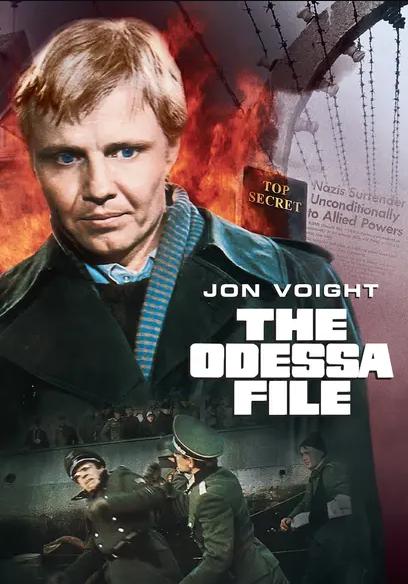 TOP
SECRET
Nazis Surrender
Unconditionally
to Allied Powers
JON VOIGHT
THE
ODESSA
FILE